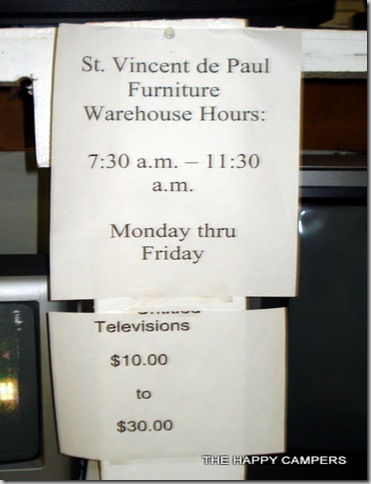 St. Vincent de Paul
Furniture
Warehouse Hours:
7:30 a.m. – 11:30
a.m.
Monday thru
Friday
Televisions
$10.00
to
$30.00
THE HAPPY CAMPERS